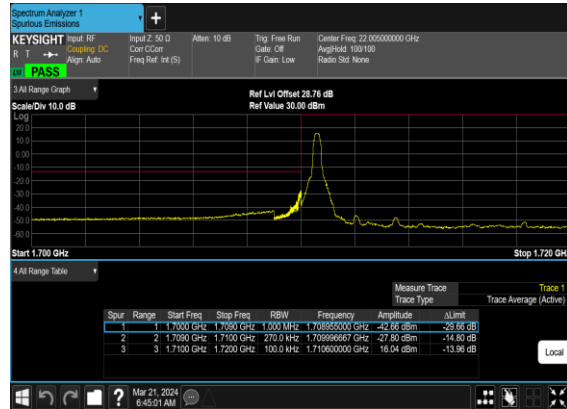 Spectrum Analyzer 1
Spurious Emissions
+
KEYSIGHT Input: RF Input Z: 50 Ω Atten: 10 dB Trig: Free Run Center Freq: 22.005000000 GHz
R T Coupling: DC Corr CCorr Gate: Off Avg|Hold: 100/100
Align: Auto Freq Ref: Int (S) IF Gain: Low Radio Std: None
PASS
3 All Range Graph Ref Lvl Offset 28.76 dB
Scale/Div 10.0 dB Ref Value 30.00 dBm
Log
20.0
10.0
0.00
-10.0
-20.0
-30.0
-40.0
-50.0
-60.0
Start 1.700 GHz Stop 1.720 GHz
4 All Range Table
Measure Trace Trace 1
Trace Type Trace Average (Active)
Spur Range Start Freq Stop Freq RBW Frequency Amplitude ΔLimit
1 1 1.7000 GHz 1.7090 GHz 1.000 MHz 1.708955000 GHz -42.66 dBm -29.66 dB
2 2 1.7090 GHz 1.7100 GHz 270.0 kHz 1.709996667 GHz -27.80 dBm -14.80 dB
3 3 1.7100 GHz 1.7200 GHz 100.0 kHz 1.710600000 GHz 16.04 dBm -13.96 dB
Local
? Mar 21, 2024
6:45:01 AM